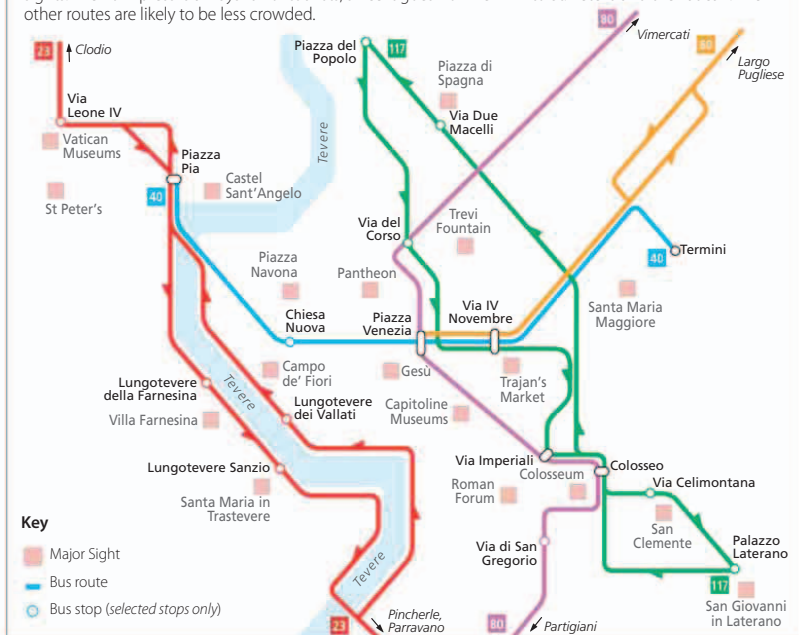 other routes are likely to be less crowded.
23
Clodio
Via
Leone IV
Vatican
Museums
St Peter's
Piazza
Pia
40
Castel
Sant'Angelo
Tevere
Piazza del
Popolo
117
Piazza di
Spagna
Via Due
Macelli
80
Vimercati
80
Largo
Pugliese
Via del
Corso
Trevi
Fountain
40
Termini
Santa Maria
Maggiore
Piazza
Navona
Pantheon
Chiesa
Nuova
Piazza
Venezia
Via IV
Novembre
Campo
de' Fiori
Gesù
Trajan's
Market
Capitoline
Museums
Lungotevere
della Farnesina
Tevere
Villa Farnesina
Lungotevere
dei Vallati
Lungotevere Sanzio
Santa Maria in
Trastevere
Via Imperiali
Colosseum
Colosseo
Roman
Forum
Via Celimontana
San
Clemente
Via di San
Gregorio
Palazzo
Laterano
117
San Giovanni
in Laterano
Tevere
23
Pincherle,
Parravano
80
Partigiani
Key
Major Sight
Bus route
Bus stop (selected stops only)